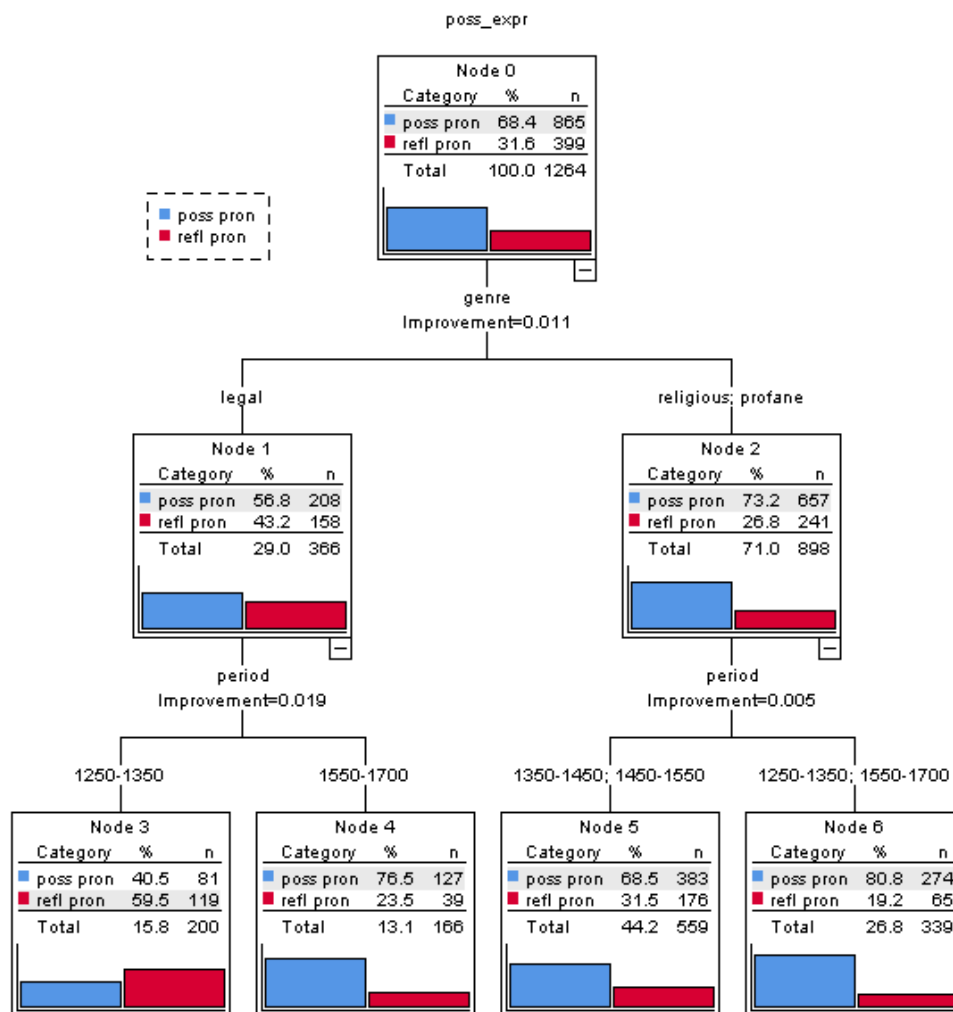 poss_expr
Node 0
Category % n
poss pron 68.4 865
refl pron 31.6 399
Total 100.0 1264
poss pron
refl pron
genre
Improvement=0.011
legal
religious; profane
Node 1
Category % n
poss pron 56.8 208
refl pron 43.2 158
Total 29.0 366
Node 2
Category % n
poss pron 73.2 657
refl pron 26.8 241
Total 71.0 898
period
Improvement=0.019
period
Improvement=0.005
1250-1350
1550-1700
1350-1450; 1450-1550
1250-1350; 1550-1700
Node 3
Category % n
poss pron 40.5 81
refl pron 59.5 119
Total 15.8 200
Node 4
Category % n
poss pron 76.5 127
refl pron 23.5 39
Total 13.1 166
Node 5
Category % n
poss pron 68.5 383
refl pron 31.5 176
Total 44.2 559
Node 6
Category % n
poss pron 80.8 274
refl pron 19.2 65
Total 26.8 339